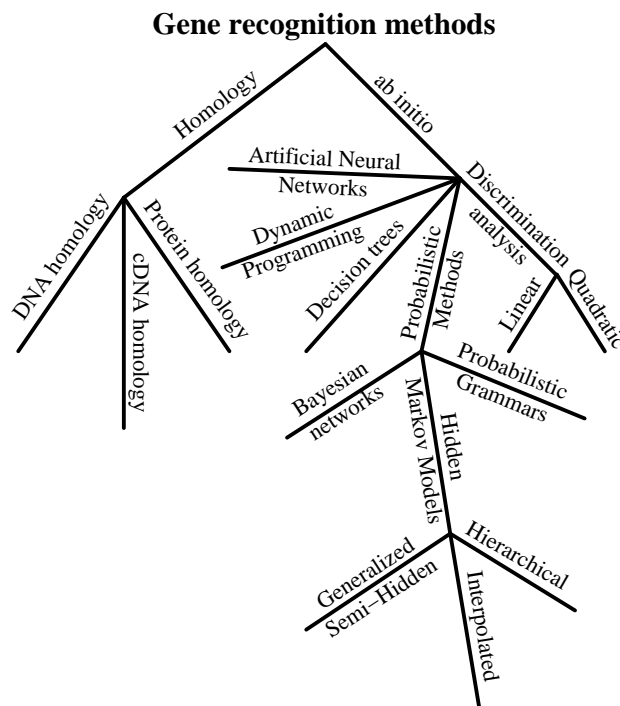 Gene recognition methods
Homology
ab initio
Artificial Neural
Networks
Dynamic
Programming
Decision trees
Probabilistic
Methods
Discrimination
analysis
DNA homology
cDNA homology
Protein homology
Linear
Quadratic
Bayesian
networks
Hidden
Markov Models
Probabilistic
Grammars
Generalized
Semi−Hidden
Interpolated
Hierarchical